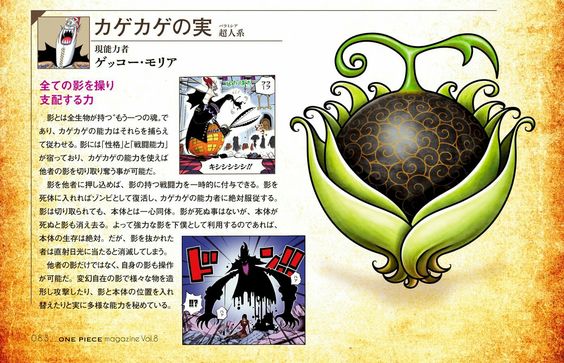 カゲカゲの実
パラミシア
超人系
現能力者
ゲッコー・モリア
全ての影を操り
支配する力
影とは全生物が持つ“もう一つの魂”で
あり、カゲカゲの能力はそれらを捕らえ
て従わせる。影には「性格」と「戦闘能力」
が宿っており、カゲカゲの能力を使えば
他者の影を切り取り奪う事が可能だ。
影を他者に押し込めば、影の持つ戦闘力を一時的に付与できる。影を
死体に入れればゾンビとして復活し、カゲカゲの能力者に絶対服従する。
影は切り取られても、本体とは一心同体。影が死ぬ事はないが、本体が
死ぬと影も消え去る。よって強力な影を下僕として利用するのであれば、
本体の生存は絶対。だが、影を抜かれた
者は直射日光に当たると消滅してしまう。
他者の影だけではなく、自身の影も操作
が可能だ。変幻自在の影で様々な物を造
形し攻撃したり、影と本体の位置を入れ
替えたりと実に多様な能力を秘めている。
キシシシシシ!!
ドン!!
!!?
083 ONE PIECE magazine Vol.8